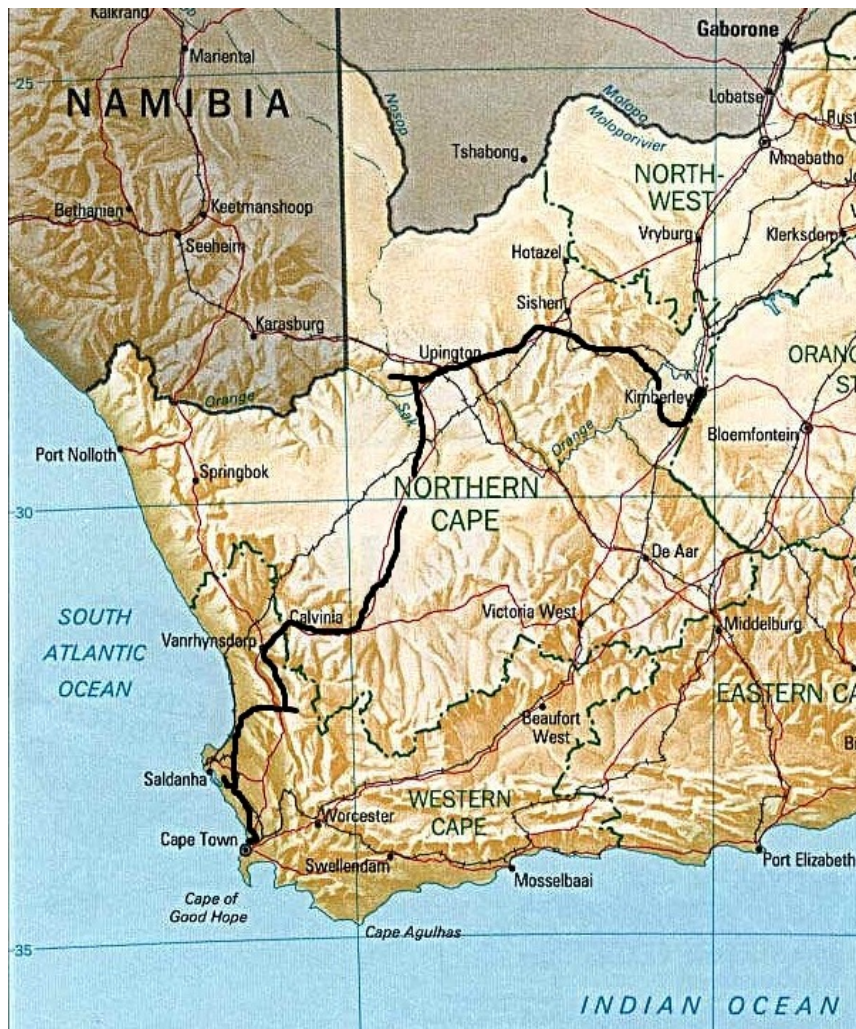 Kalkrand
Mariental
Gaborone
25
NAMIBIA
Nosop
Molopo
Moloporivier
Lobatse
Tshabong
Mmabatho
NORTH-
WEST
Bethanien
Keetmanshoop
Seeheim
Vryburg
Klerksdorp
Hotazel
Sishen
Karasburg
Upington
ORANG
ST
Orange
Sak
Kimberley
Port Nolloth
Springbok
Orange
Bloemfontein
30
NORTHERN
CAPE
De Aar
SOUTH
ATLANTIC
OCEAN
Calvinia
Victoria West
Vanrhynsdorp
Middelburg
EASTERN CA
Beaufort
West
Bi
Saldanha
WESTERN
CAPE
Worcester
Cape Town
Swellendam
Mosselbaai
Port Elizabeth
Cape of
Good Hope
Cape Agulhas
35
INDIAN OCEAN